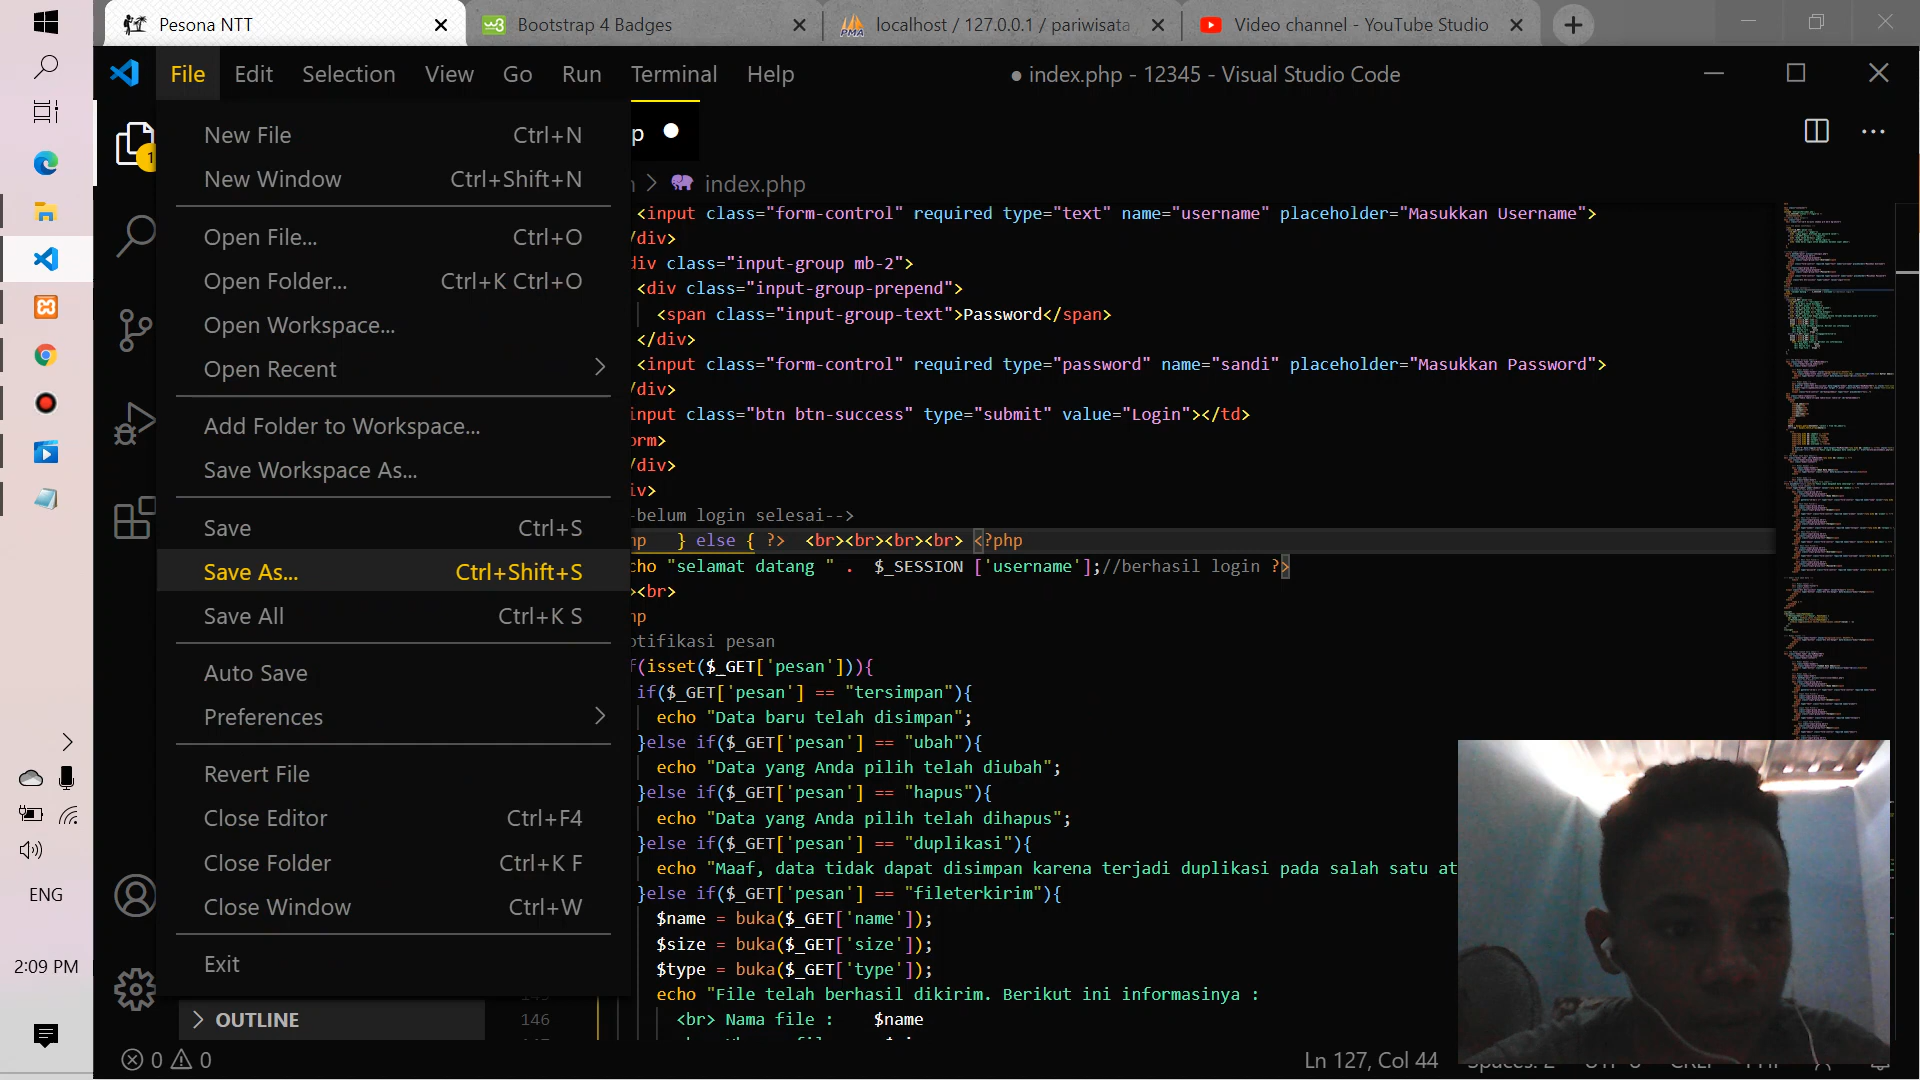 Pesona NTT
Bootstrap 4 Badges
localhost / 127.0.0.1 / pariwisata
Video channel - YouTube Studio
File Edit Selection View Go Run Terminal Help
● index.php - 12345 - Visual Studio Code
New File Ctrl+N
New Window Ctrl+Shift+N
Open File... Ctrl+O
Open Folder... Ctrl+K Ctrl+O
Open Workspace...
Open Recent
Add Folder to Workspace...
Save Workspace As...
Save Ctrl+S
Save As... Ctrl+Shift+S
Save All Ctrl+K S
Auto Save
Preferences
Revert File
Close Editor Ctrl+F4
Close Folder Ctrl+K F
Close Window Ctrl+W
Exit
OUTLINE
1
p
> index.php
<input class="form-control" required type="text" name="username" placeholder="Masukkan Username">
/div>
div class="input-group mb-2">
<div class="input-group-prepend">
<span class="input-group-text">Password</span>
</div>
<input class="form-control" required type="password" name="sandi" placeholder="Masukkan Password">
/div>
input class="btn btn-success" type="submit" value="Login"></td>
orm>
/div>
iv>
-belum login selesai-->
hp } else { ?> <br><br><br><br> <?php
cho "selamat datang " . $_SESSION ['username'];//berhasil login ?>
><br>
hp
otifikasi pesan
f(isset($_GET['pesan'])){
if($_GET['pesan'] == "tersimpan"){
echo "Data baru telah disimpan";
}else if($_GET['pesan'] == "ubah"){
echo "Data yang Anda pilih telah diubah";
}else if($_GET['pesan'] == "hapus"){
echo "Data yang Anda pilih telah dihapus";
}else if($_GET['pesan'] == "duplikasi"){
echo "Maaf, data tidak dapat disimpan karena terjadi duplikasi pada salah satu at
}else if($_GET['pesan'] == "fileterkirim"){
$name = buka($_GET['name']);
$size = buka($_GET['size']);
$type = buka($_GET['type']);
echo "File telah berhasil dikirim. Berikut ini informasinya :
146 <br> Nama file : $name
ENG
2:09 PM
0 0
Ln 127, Col 44